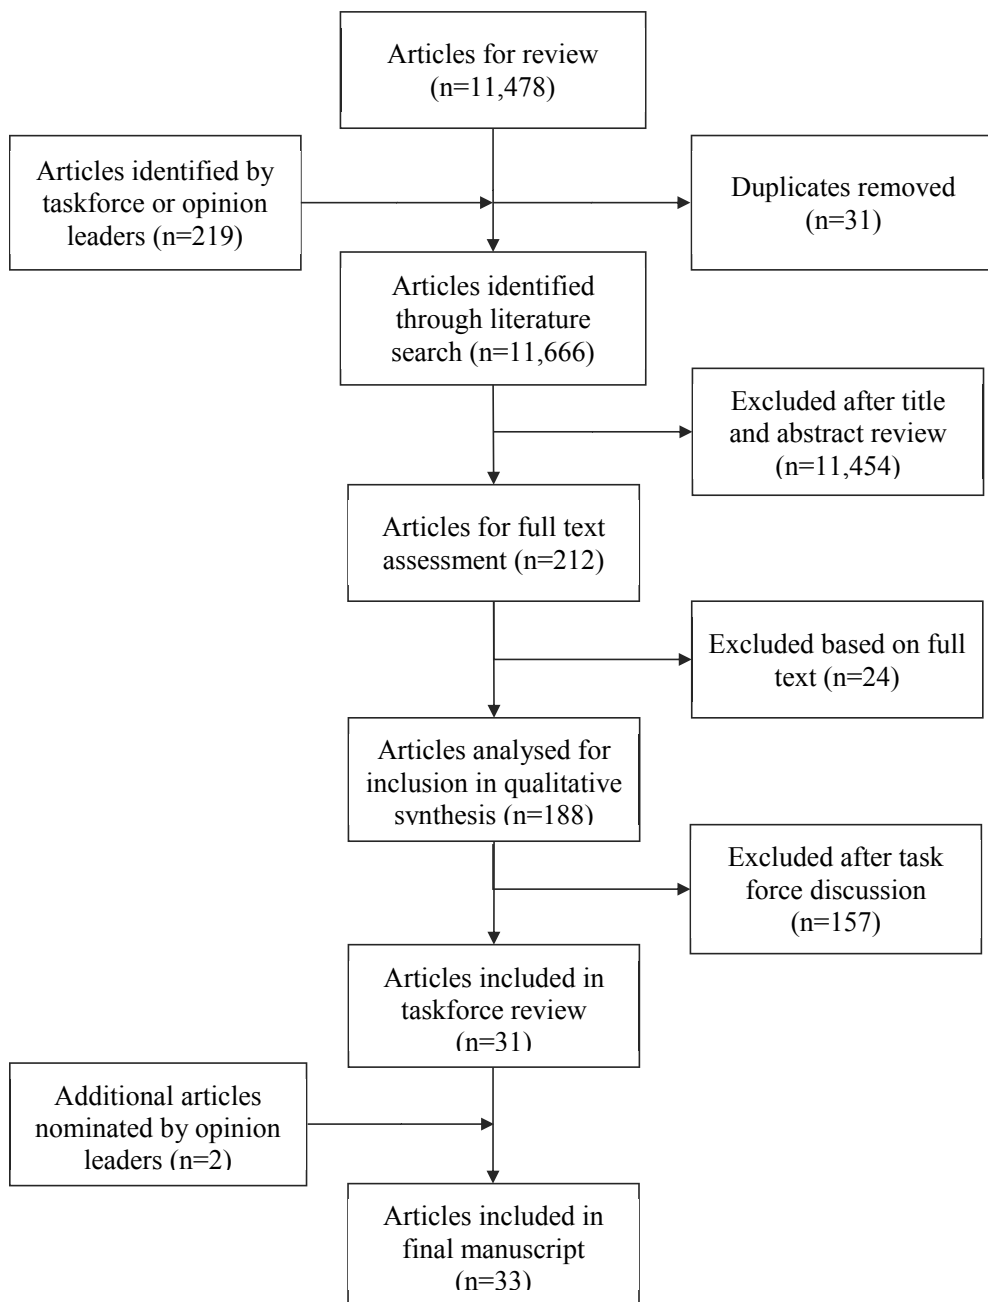 Articles for review
(n=11,478)
Articles identified by
taskforce or opinion
leaders (n=219)
Duplicates removed
(n=31)
Articles identified
through literature
search (n=11,666)
Excluded after title
and abstract review
(n=11,454)
Articles for full text
assessment (n=212)
Excluded based on full
text (n=24)
Articles analysed for
inclusion in qualitative
synthesis (n=188)
Excluded after task
force discussion
(n=157)
Articles included in
taskforce review
(n=31)
Additional articles
nominated by opinion
leaders (n=2)
Articles included in
final manuscript
(n=33)